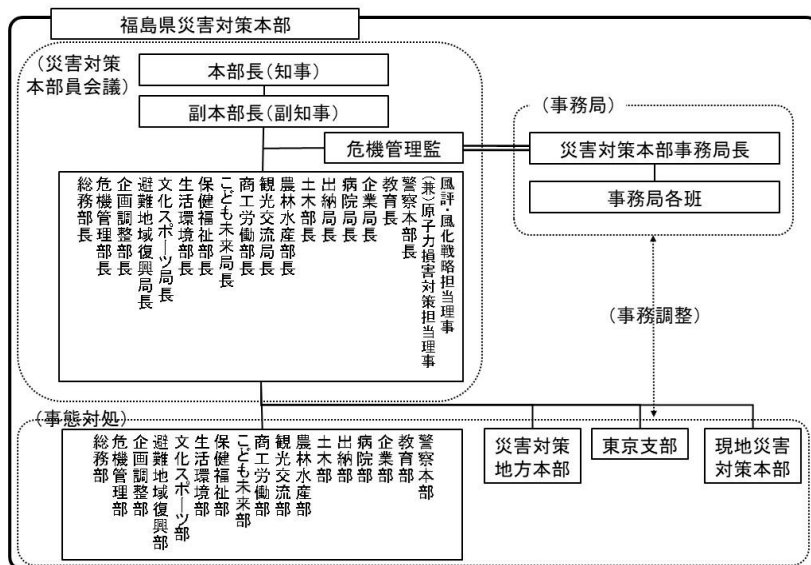 福島県災害対策本部
(災害対策
本部員会議)
本部長(知事)
副本部長(副知事)
危機管理監
(事務局)
災害対策本部事務局長
事務局各班
総務部長
危機管理部長
企画調整部長
避難地域復興局長
文化スポーツ局長
生活環境部長
保健福祉部長
こども未来局長
商工労働部長
観光交流局長
農林水産部長
土木部長
出納局長
病院局長
企業局長
教育長
警察本部長
(兼)原子力損害対策担当理事
風評・風化戦略担当理事
(事務調整)
(事態対処)
総務部
危機管理部
企画調整部
避難地域復興部
文化スポーツ部
生活環境部
保健福祉部
こども未来部
商工労働部
観光交流部
農林水産部
土木部
出納部
病院部
企業部
教育部
警察本部
災害対策
地方本部
東京支部
現地災害
対策本部